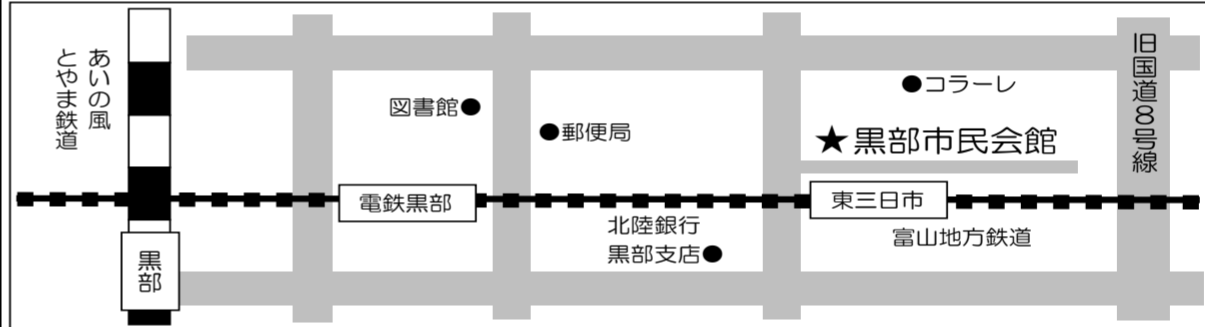 あいの風
とやま鉄道
黒部
図書館
郵便局
電鉄黒部
北陸銀行
黒部支店
コラーレ
★黒部市民会館
東三日市
富山地方鉄道
旧国道8号線